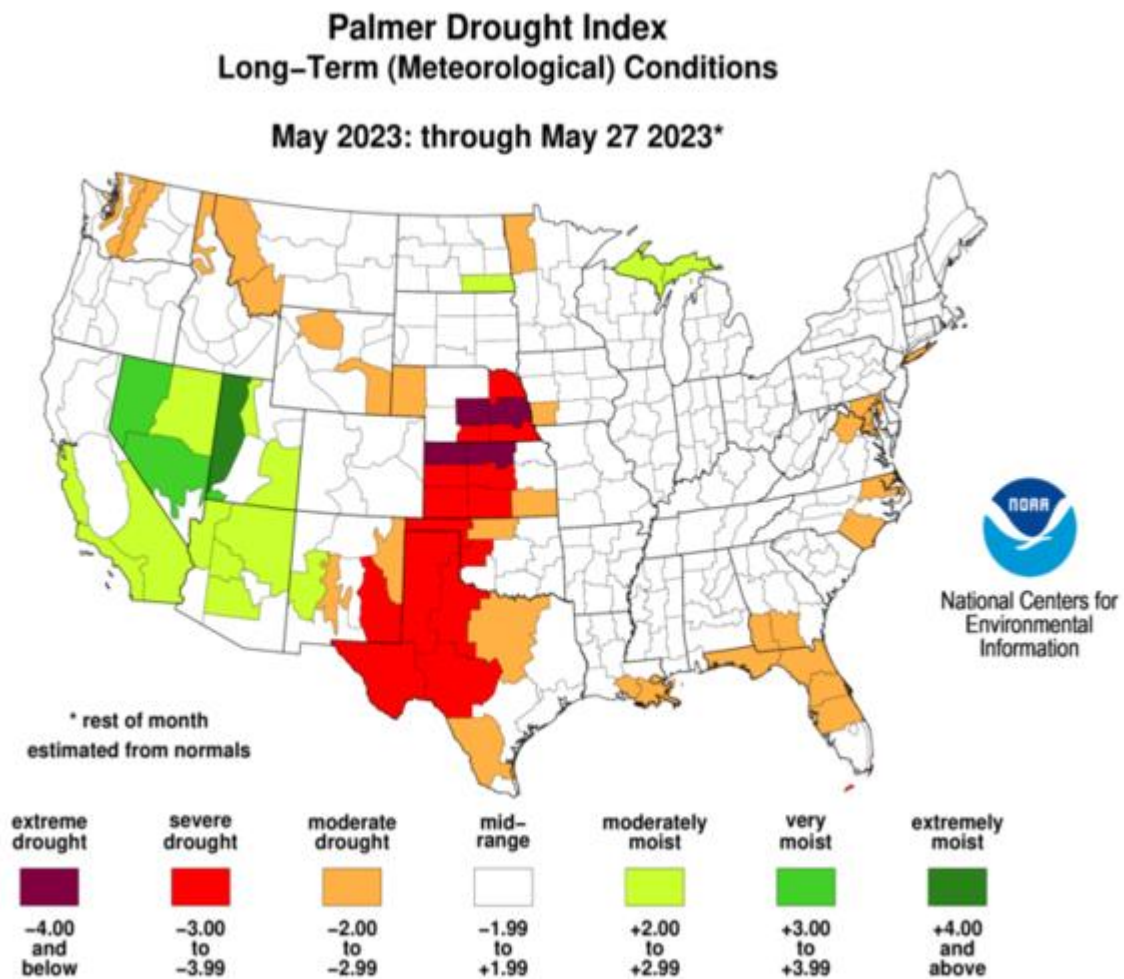 Palmer Drought Index
Long–Term (Meteorological) Conditions
May 2023: through May 27 2023*
NOAA
National Centers for
Environmental
Information
* rest of month
estimated from normals
extreme
drought
−4.00
and
below
severe
drought
−3.00
to
−3.99
moderate
drought
−2.00
to
−2.99
mid–
range
−1.99
to
+1.99
moderately
moist
+2.00
to
+2.99
very
moist
+3.00
to
+3.99
extremely
moist
+4.00
and
above